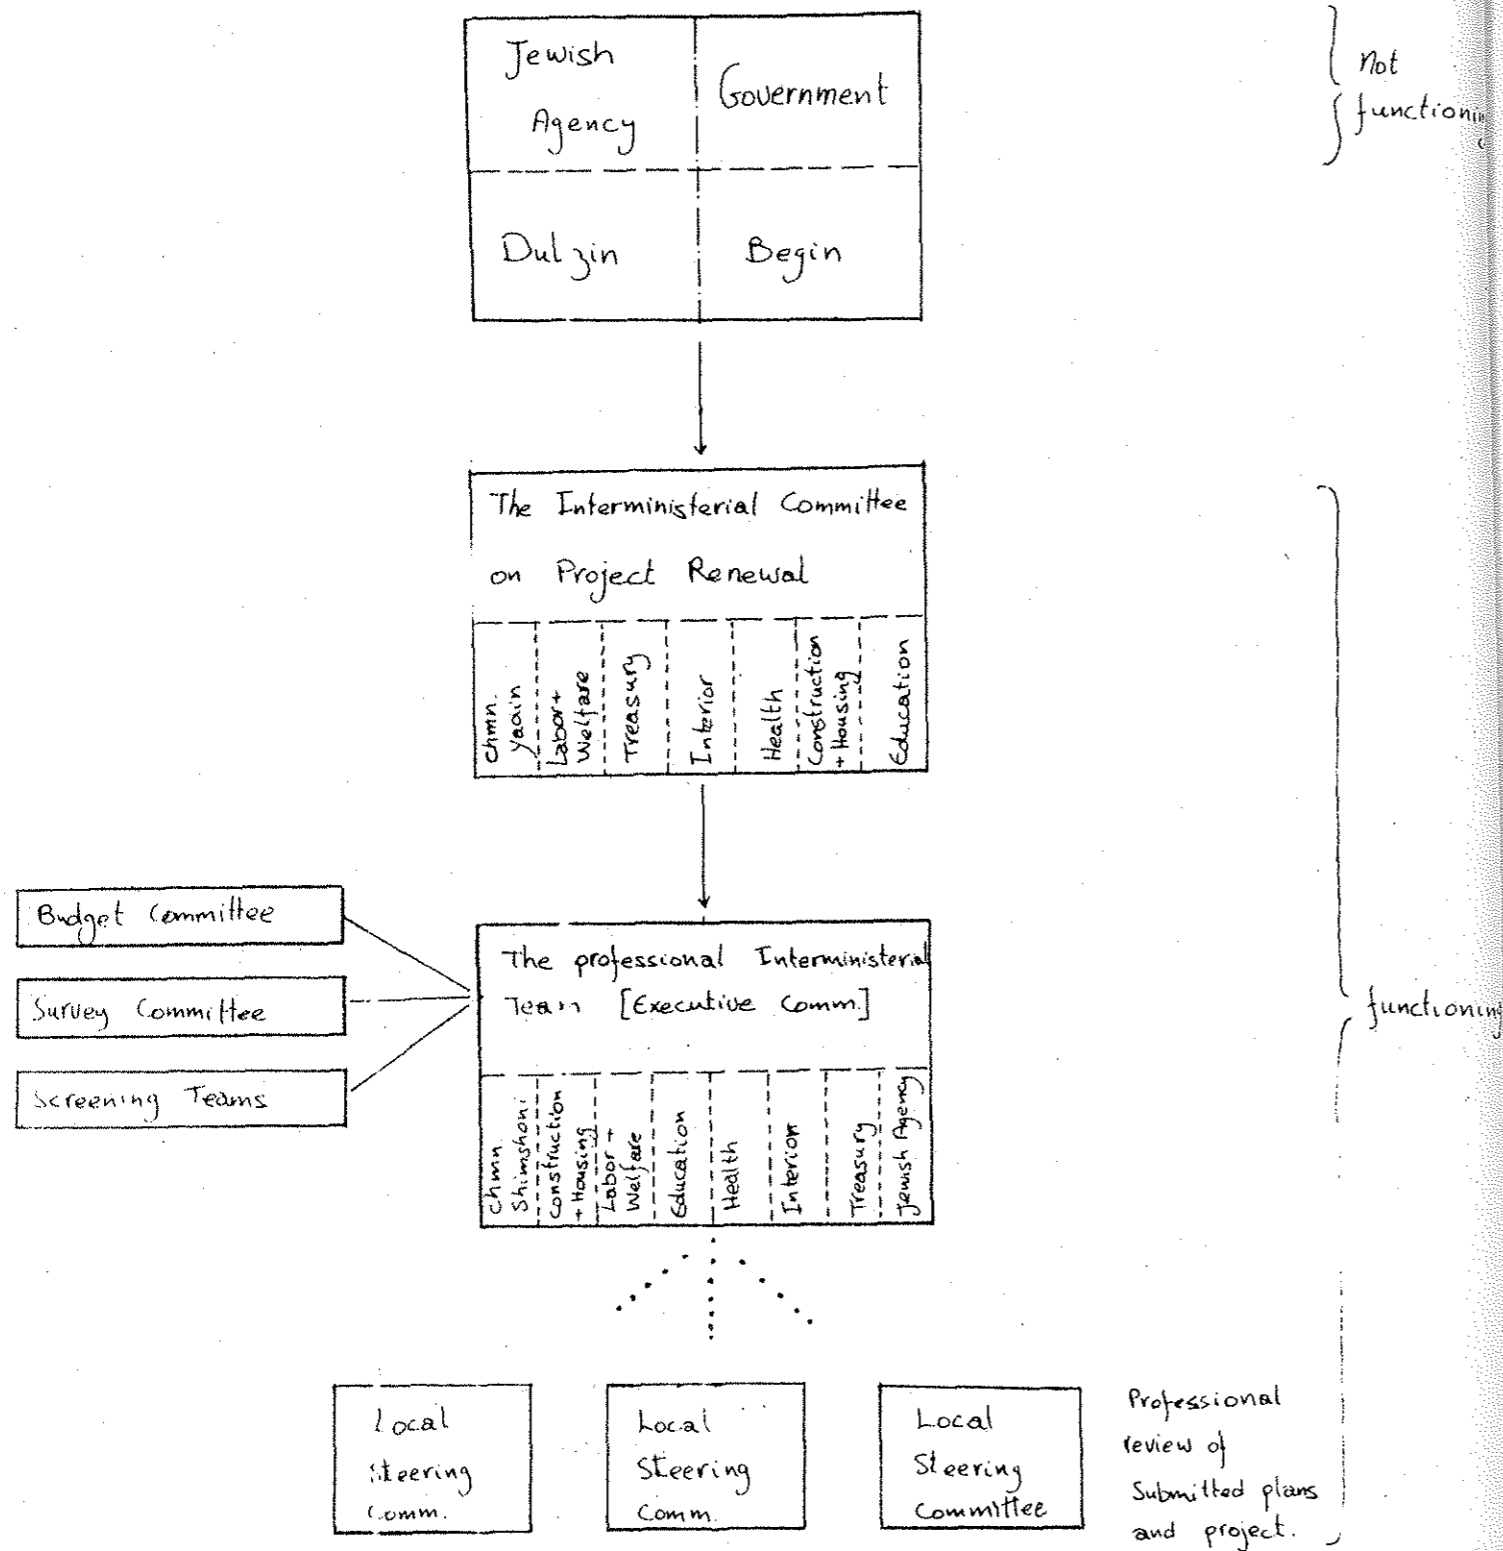 Jewish
Agency
Government
Dulzin
Begin
not
functioning
The Interministerial Committee
on Project Renewal
Chmn.
Yadin
Labor+
Welfare
Treasury
Interior
Health
Construction
+ Housing
Education
Budget Committee
Survey Committee
Screening Teams
The professional Interministerial
Team [Executive Comm.]
Chmn
Shimshoni
Construction
+ Housing
Labor +
Welfare
Education
Health
Interior
Treasury
Jewish Agency
functioning
Local
Steering
Comm.
Local
Steering
Comm.
Local
Steering
Committee
Professional
review of
Submitted plans
and project.